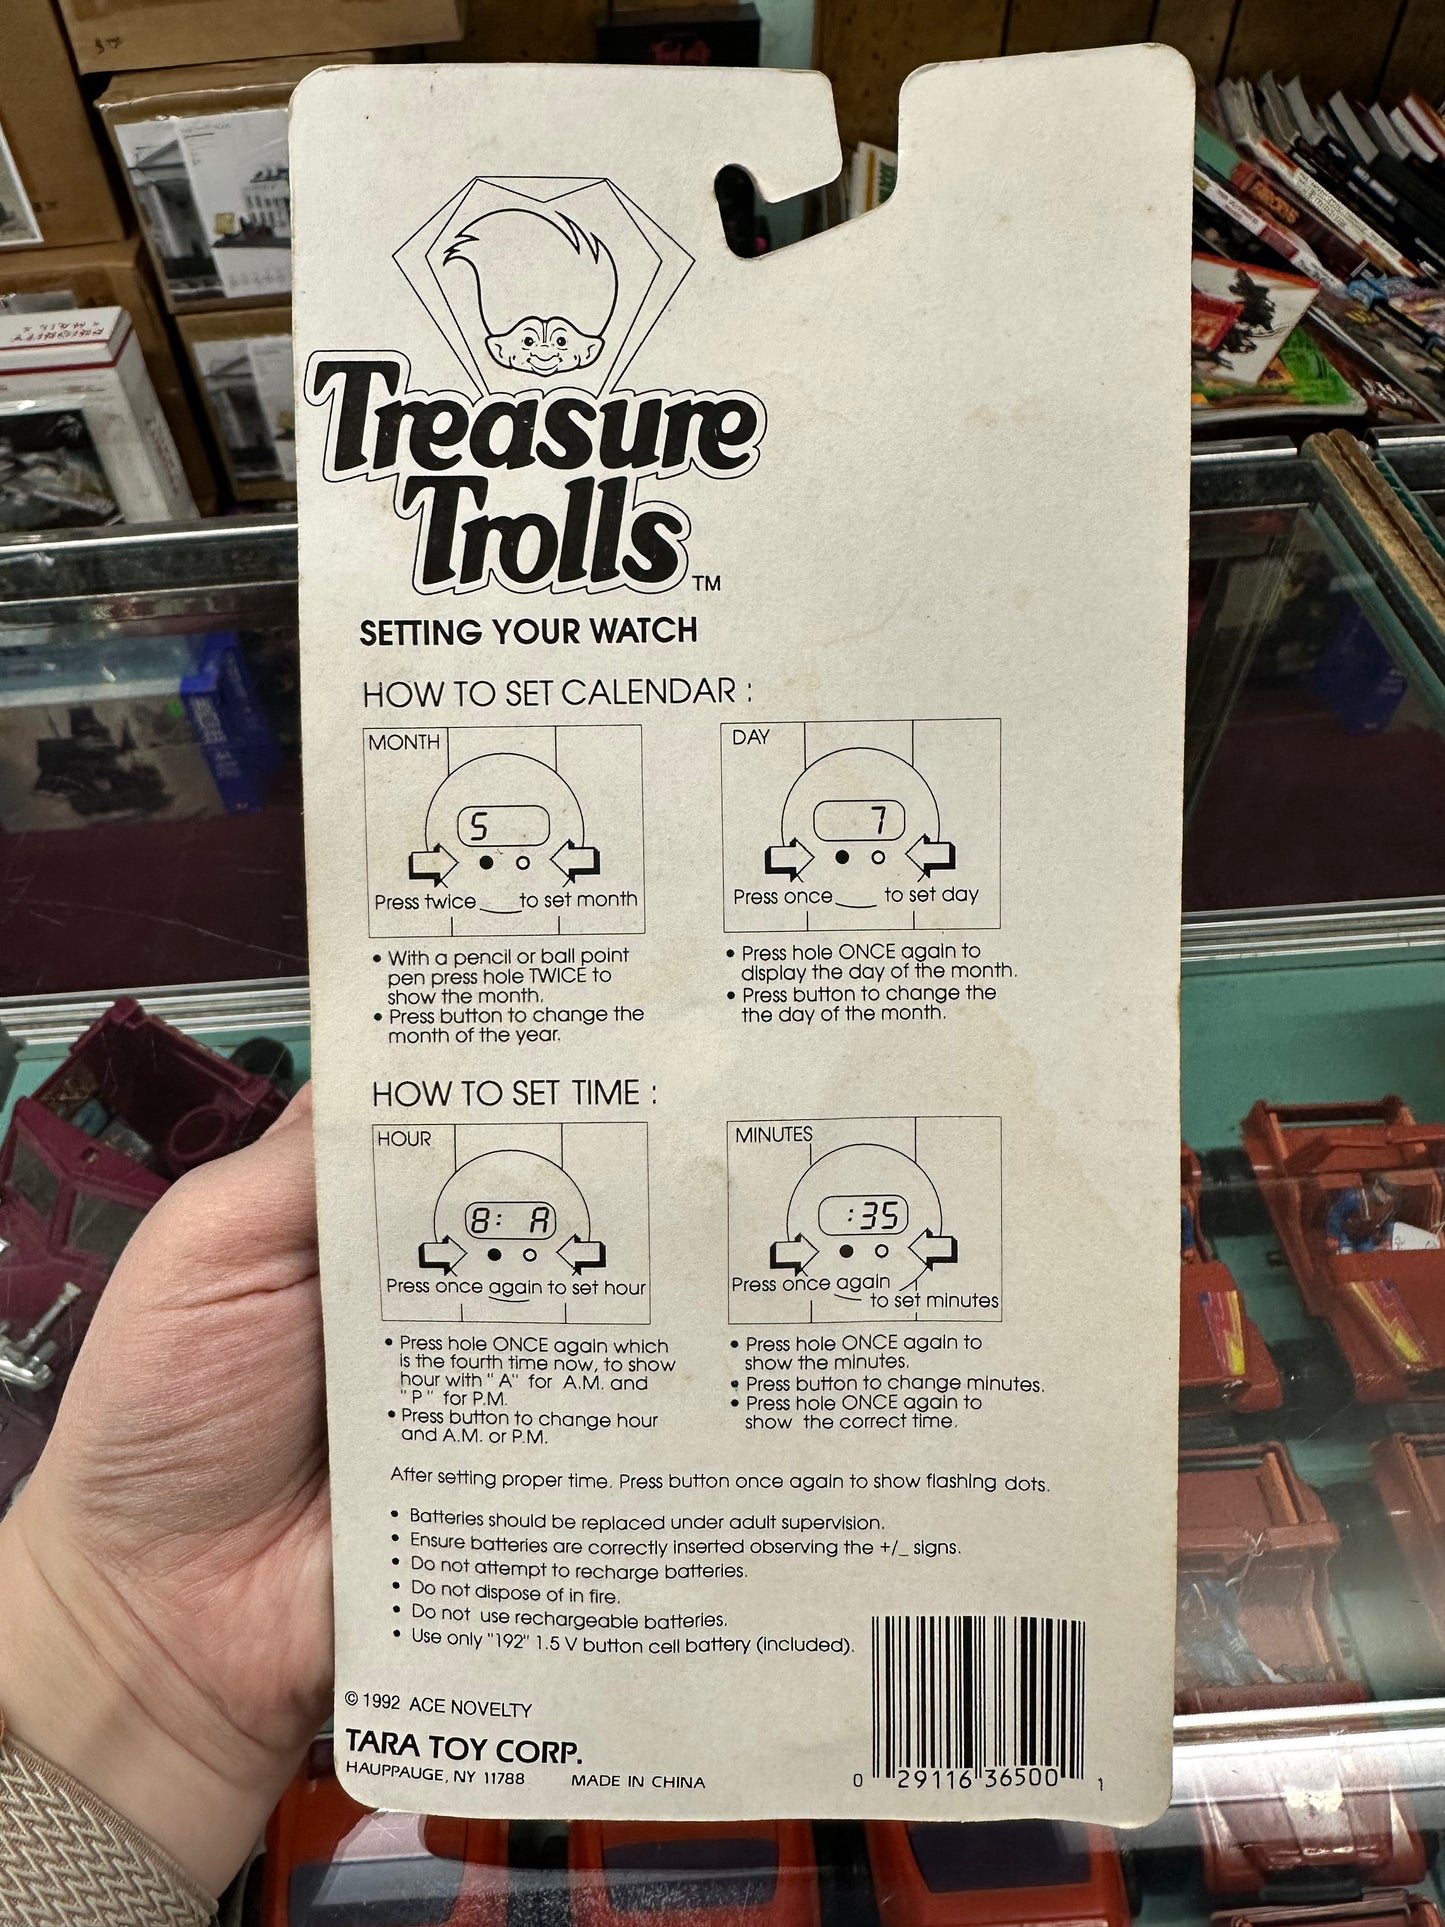 Treasure
Trolls TM
SETTING YOUR WATCH
HOW TO SET CALENDAR :
MONTH
5
Press twice to set month
• With a pencil or ball point
pen press hole TWICE to
show the month.
• Press button to change the
month of the year.
DAY
7
Press once to set day
• Press hole ONCE again to
display the day of the month.
• Press button to change the
the day of the month.
HOW TO SET TIME :
HOUR
8: A
Press once again to set hour
• Press hole ONCE again which
is the fourth time now, to show
hour with "A" for A.M. and
"P" for P.M.
• Press button to change hour
and A.M. or P.M.
MINUTES
:35
Press once again
to set minutes
• Press hole ONCE again to
show the minutes.
• Press button to change minutes.
• Press hole ONCE again to
show the correct time.
After setting proper time. Press button once again to show flashing dots.
• Batteries should be replaced under adult supervision.
• Ensure batteries are correctly inserted observing the +/_ signs.
• Do not attempt to recharge batteries.
• Do not dispose of in fire.
• Do not use rechargeable batteries.
• Use only "192" 1.5 V button cell battery (included).
© 1992 ACE NOVELTY
TARA TOY CORP.
HAUPPAUGE, NY 11788 MADE IN CHINA
0 29116 36500 1